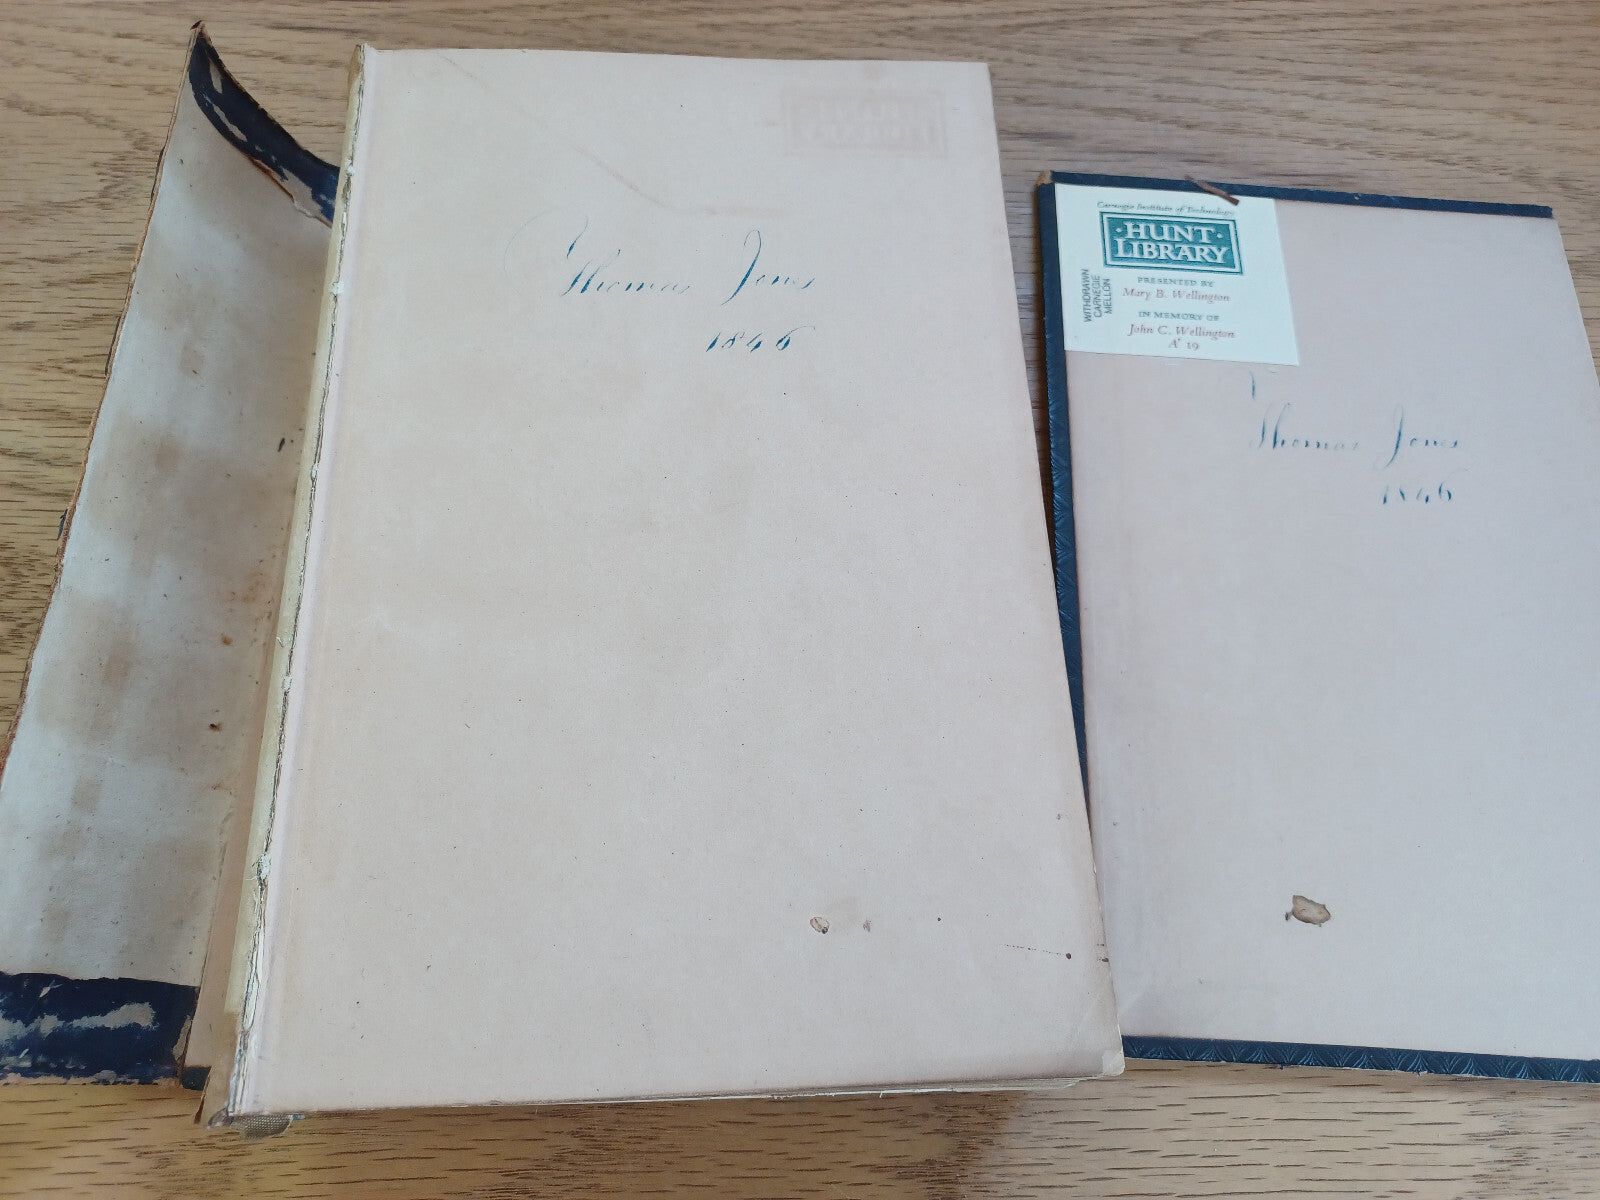 Thomas Jones
1846
Carnegie Institute of Technology
·HUNT·
LIBRARY
PRESENTED BY
Mary B. Wellington
IN MEMORY OF
John C. Wellington
A' 19
WITHDRAWN
CARNEGIE
MELLON
Thomas Jones
1846